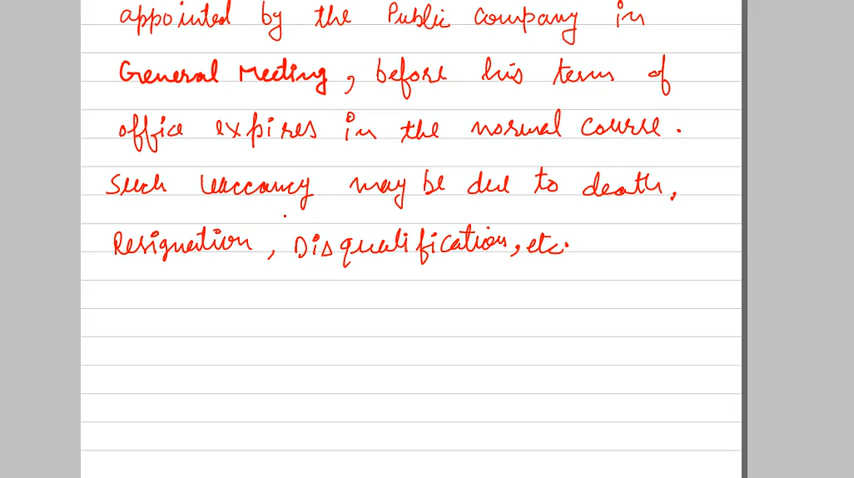 appointed by the Public company in
General Meeting, before his term of
office expires in the normal course.
Such vaccancy may be due to death,
Resignation, Disqualification, etc.